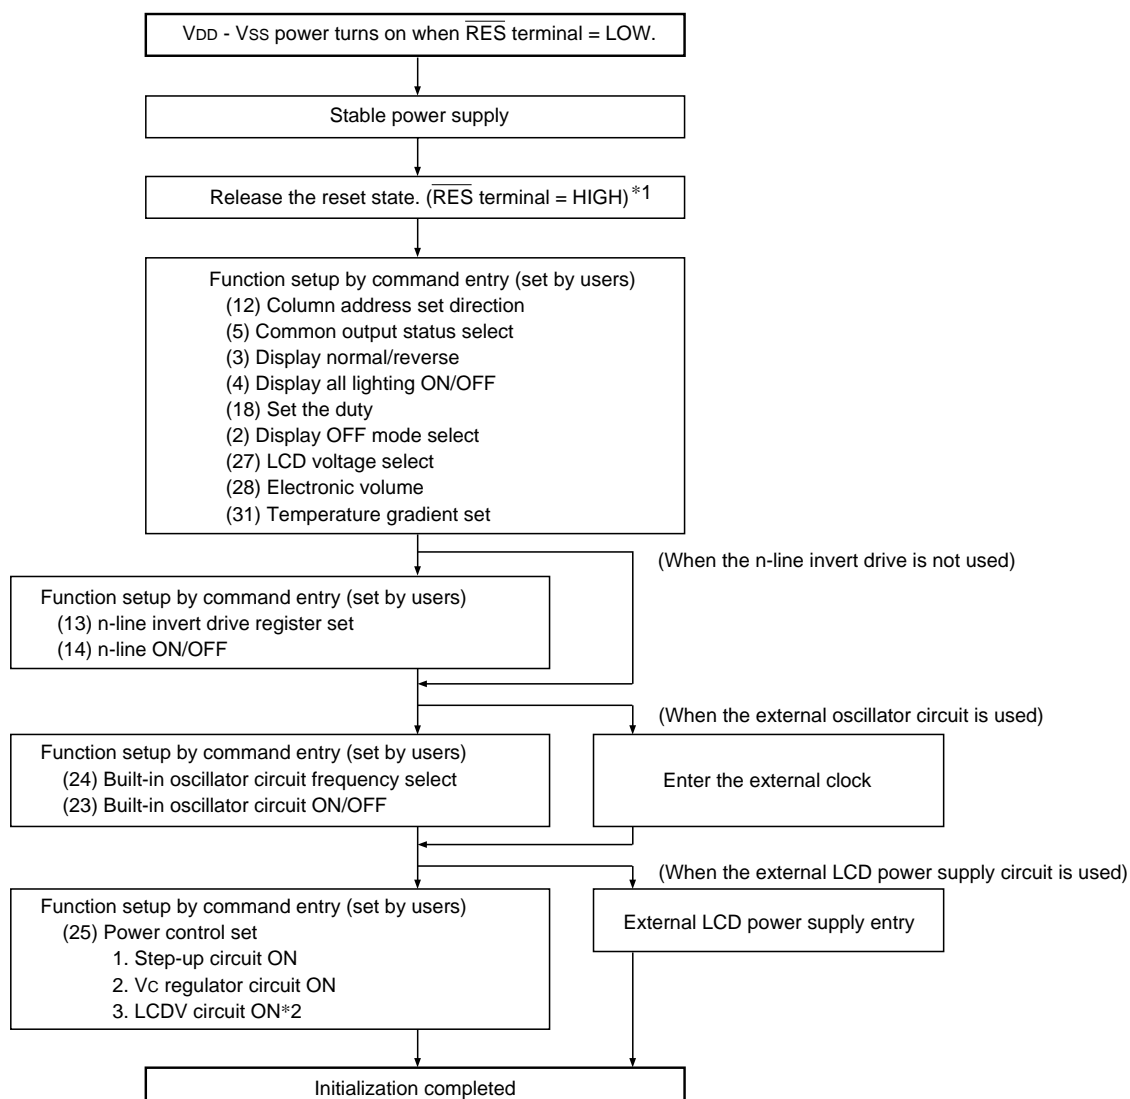 VDD - VSS power turns on when RES terminal = LOW.
Stable power supply
Release the reset state. (RES terminal = HIGH)*1
Function setup by command entry (set by users)
(12) Column address set direction
(5) Common output status select
(3) Display normal/reverse
(4) Display all lighting ON/OFF
(18) Set the duty
(2) Display OFF mode select
(27) LCD voltage select
(28) Electronic volume
(31) Temperature gradient set
(When the n-line invert drive is not used)
Function setup by command entry (set by users)
(13) n-line invert drive register set
(14) n-line ON/OFF
(When the external oscillator circuit is used)
Function setup by command entry (set by users)
(24) Built-in oscillator circuit frequency select
(23) Built-in oscillator circuit ON/OFF
Enter the external clock
(When the external LCD power supply circuit is used)
Function setup by command entry (set by users)
(25) Power control set
1. Step-up circuit ON
2. VC regulator circuit ON
3. LCDV circuit ON*2
External LCD power supply entry
Initialization completed